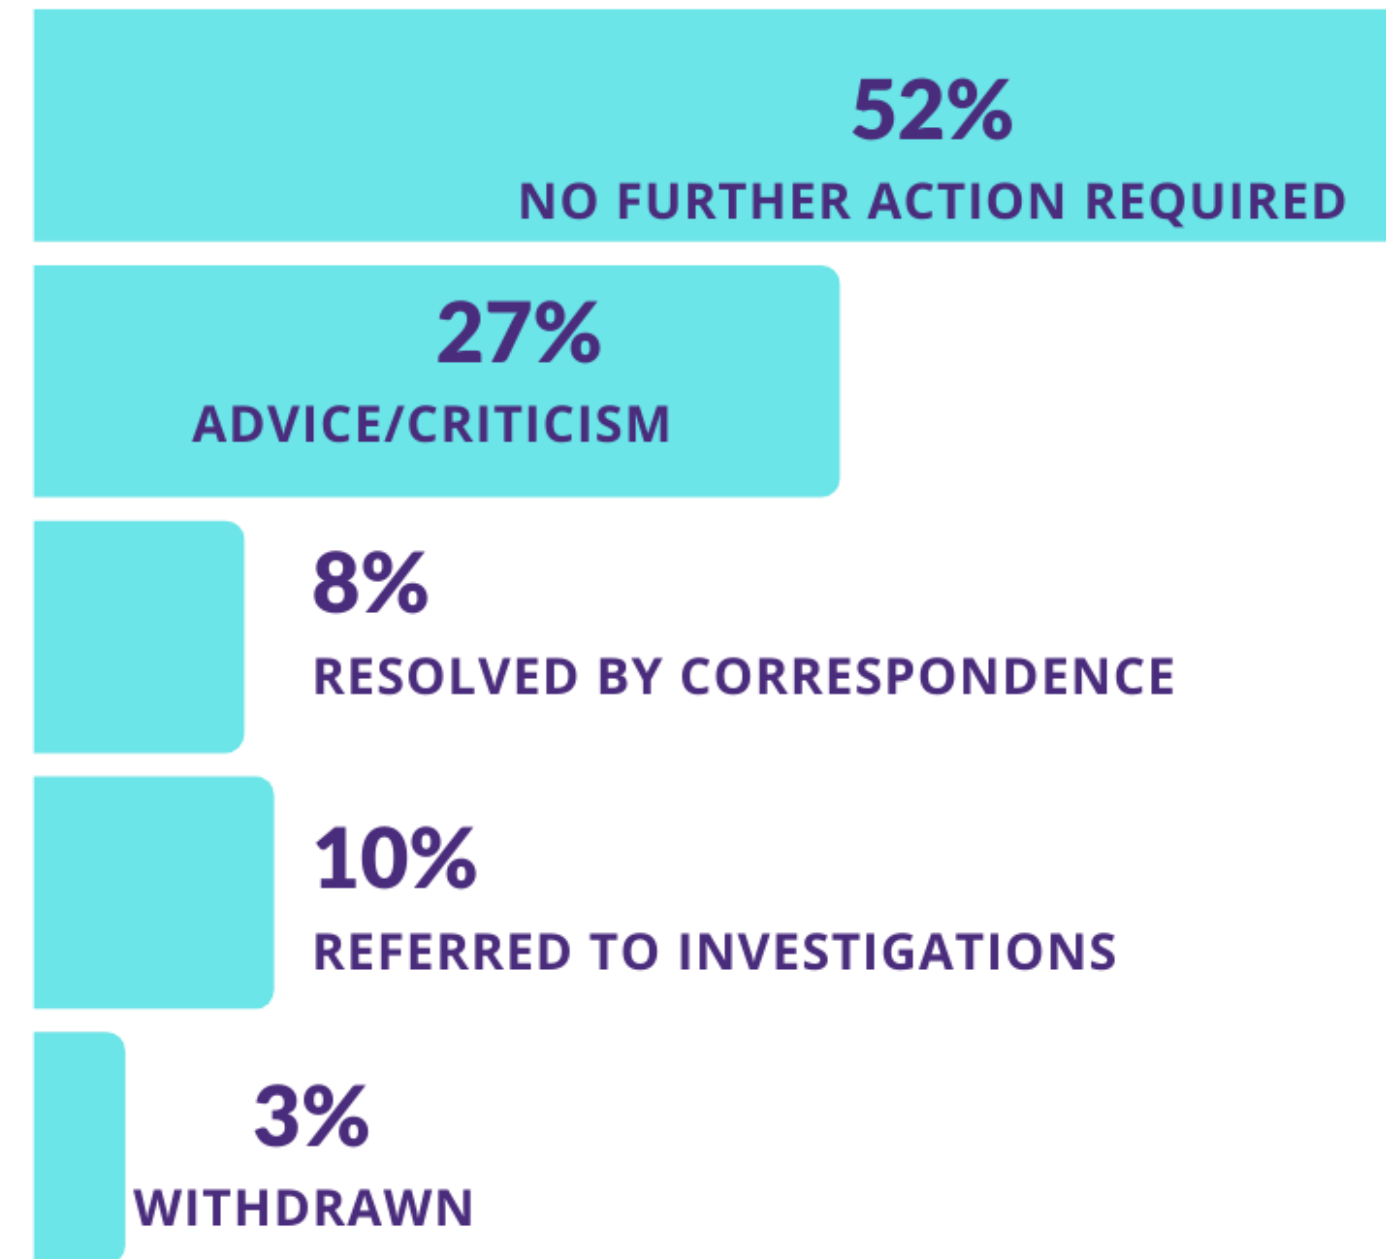 52%
NO FURTHER ACTION REQUIRED
27%
ADVICE/CRITICISM
8%
RESOLVED BY CORRESPONDENCE
10%
REFERRED TO INVESTIGATIONS
3%
WITHDRAWN